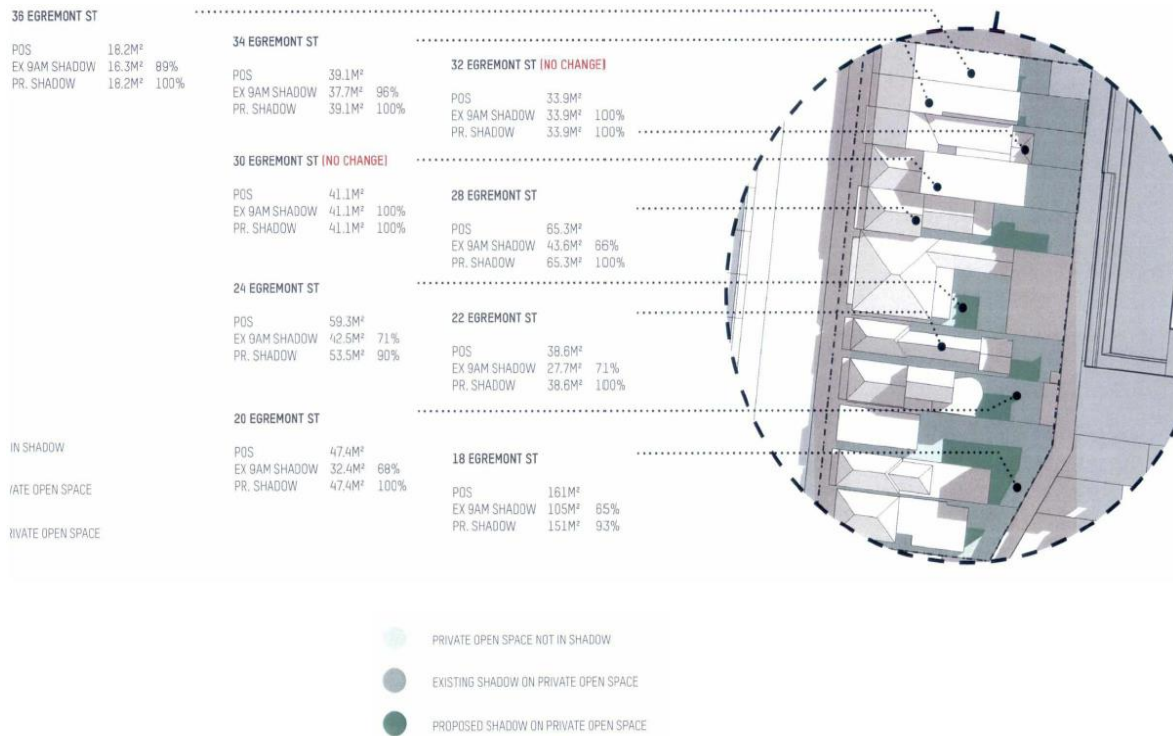 36 EGREMONT ST
POS 18.2M²
EX 9AM SHADOW 16.3M² 89%
PR. SHADOW 18.2M² 100%
34 EGREMONT ST
POS 39.1M²
EX 9AM SHADOW 37.7M² 96%
PR. SHADOW 39.1M² 100%
32 EGREMONT ST (NO CHANGE)
POS 33.9M²
EX 9AM SHADOW 33.9M² 100%
PR. SHADOW 33.9M² 100%
30 EGREMONT ST (NO CHANGE)
POS 41.1M²
EX 9AM SHADOW 41.1M² 100%
PR. SHADOW 41.1M² 100%
28 EGREMONT ST
POS 65.3M²
EX 9AM SHADOW 43.6M² 66%
PR. SHADOW 65.3M² 100%
24 EGREMONT ST
POS 59.3M²
EX 9AM SHADOW 42.5M² 71%
PR. SHADOW 53.5M² 90%
22 EGREMONT ST
POS 38.6M²
EX 9AM SHADOW 27.7M² 71%
PR. SHADOW 38.6M² 100%
20 EGREMONT ST
POS 47.4M²
EX 9AM SHADOW 32.4M² 68%
PR. SHADOW 47.4M² 100%
18 EGREMONT ST
POS 161M²
EX 9AM SHADOW 105M² 65%
PR. SHADOW 151M² 93%
IN SHADOW
VATE OPEN SPACE
RIVATE OPEN SPACE
PRIVATE OPEN SPACE NOT IN SHADOW
EXISTING SHADOW ON PRIVATE OPEN SPACE
PROPOSED SHADOW ON PRIVATE OPEN SPACE